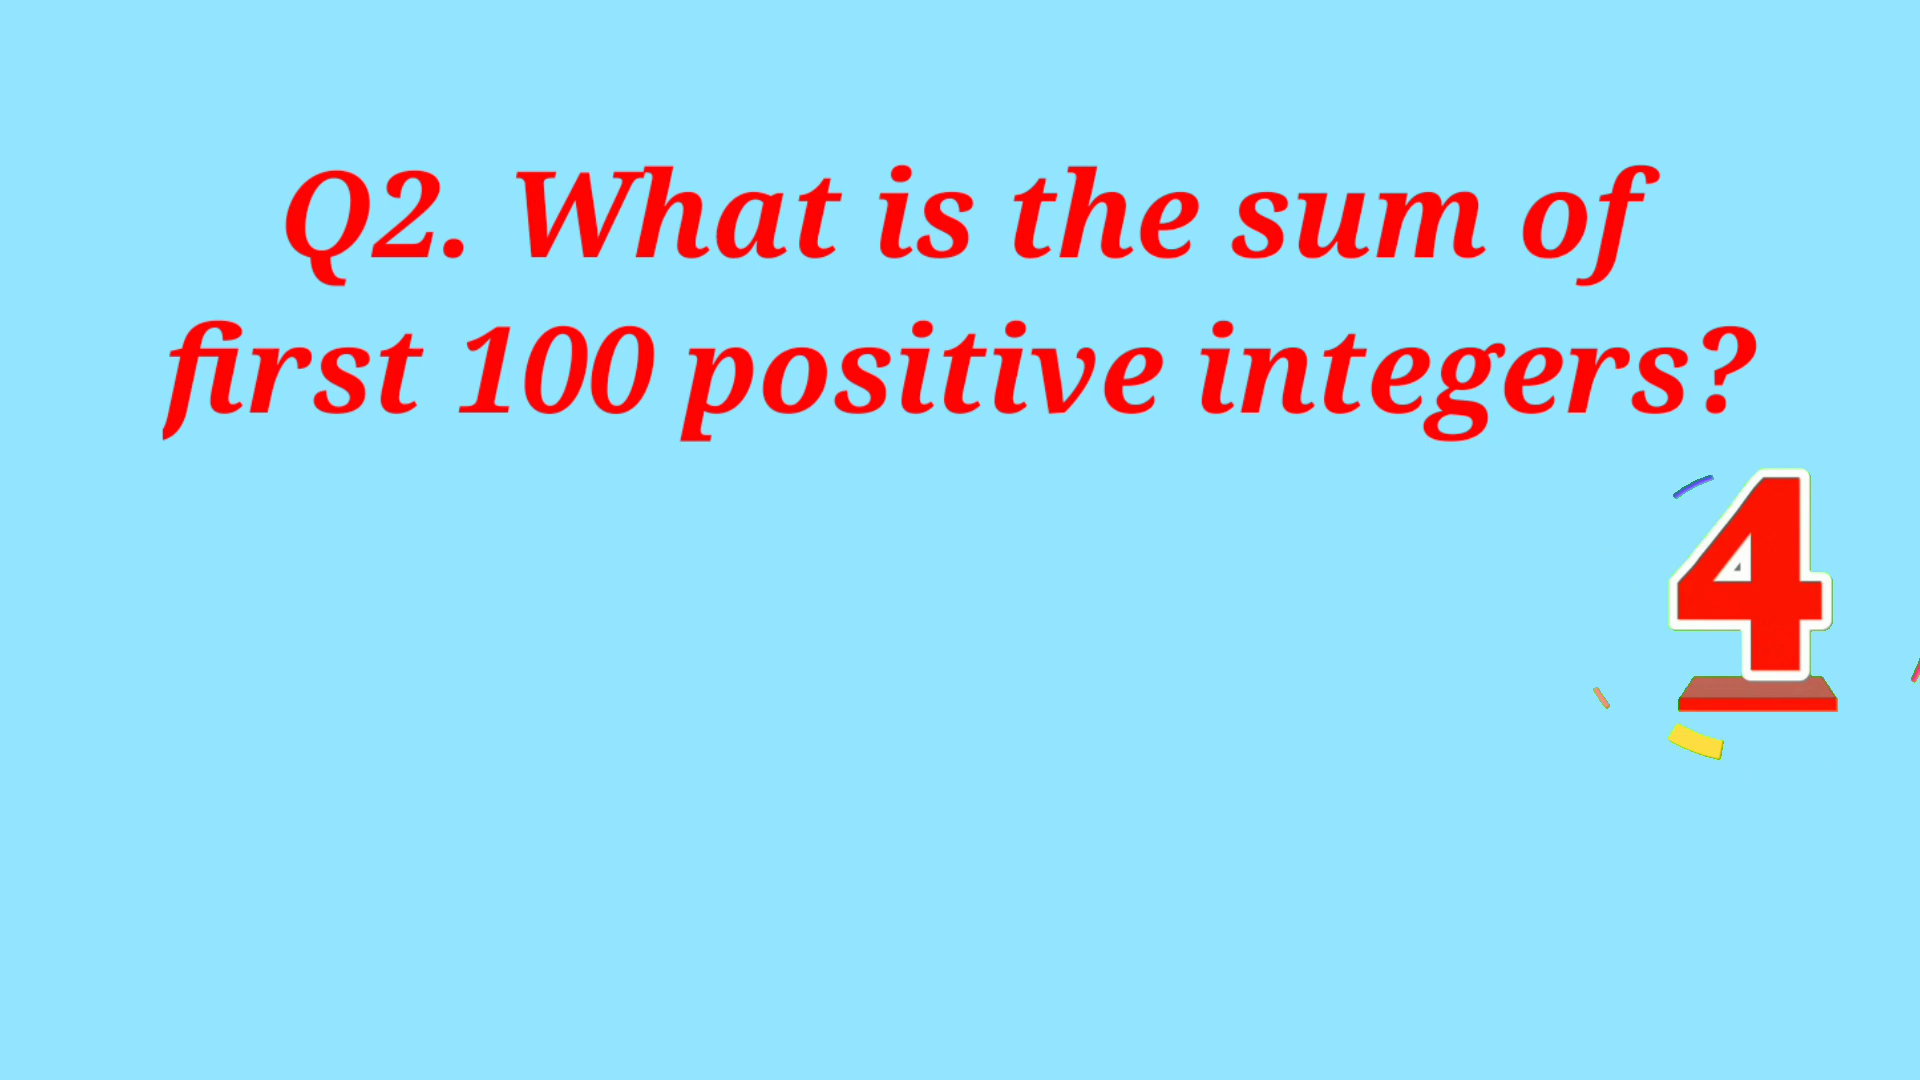 Q2. What is the sum of
first 100 positive integers?
4